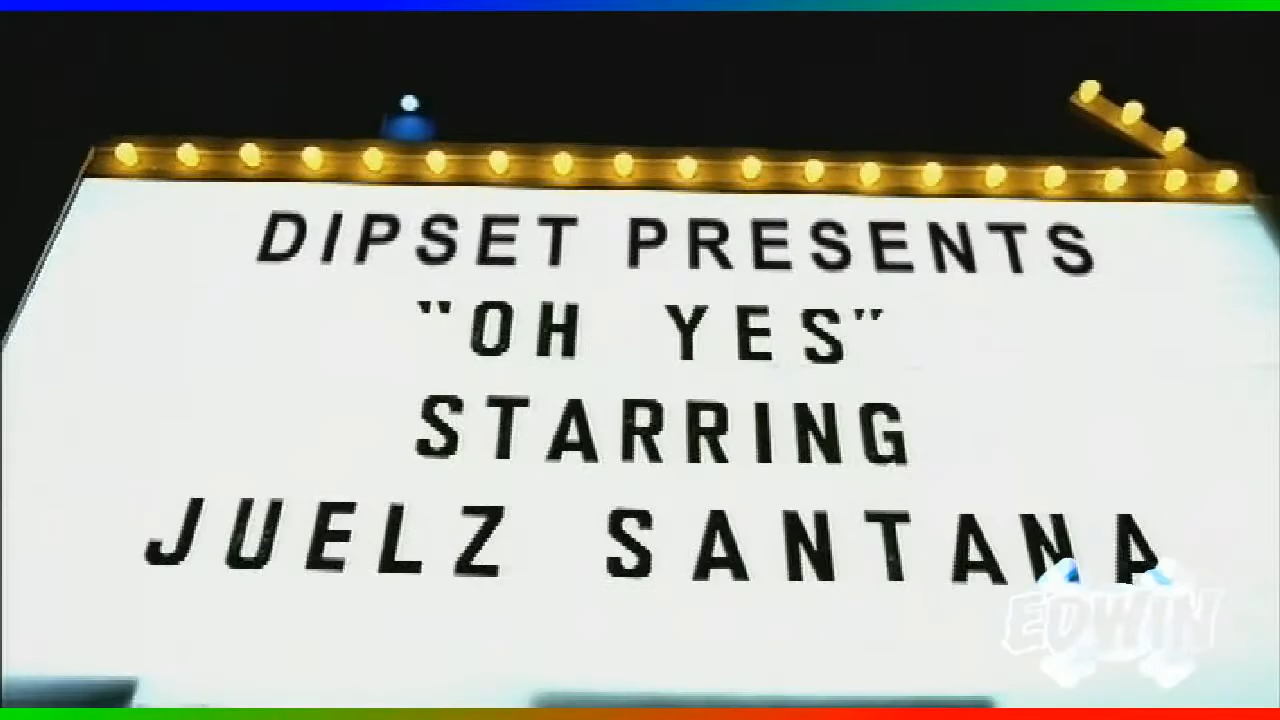 DIPSET PRESENTS
"OH YES"
STARRING
JUELZ SANTANA
EDWIN